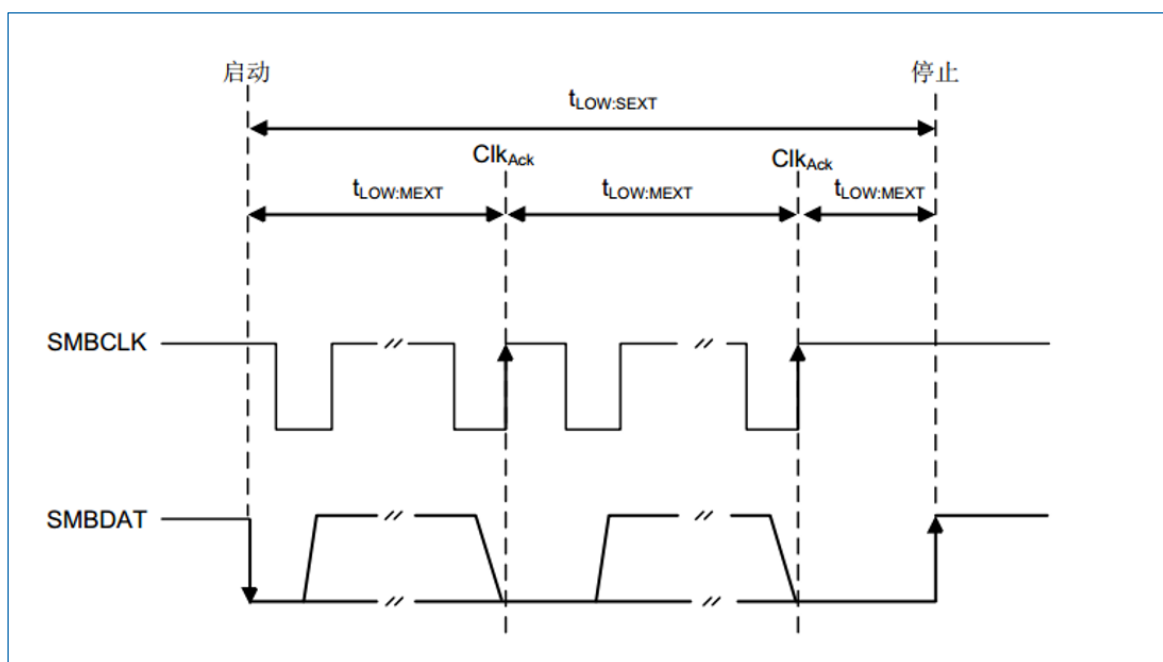 启动 停止
tLOW:SEXT
ClkAck ClkAck
tLOW:MEXT tLOW:MEXT tLOW:MEXT
SMBCLK
SMBDAT